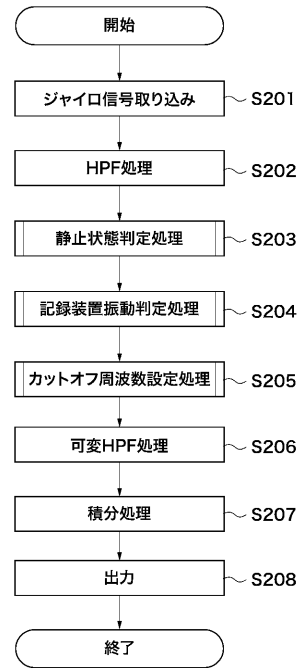 開始
ジャイロ信号取り込み S201
HPF処理 S202
静止状態判定処理 S203
記録装置振動判定処理 S204
カットオフ周波数設定処理 S205
可変HPF処理 S206
積分処理 S207
出力 S208
終了